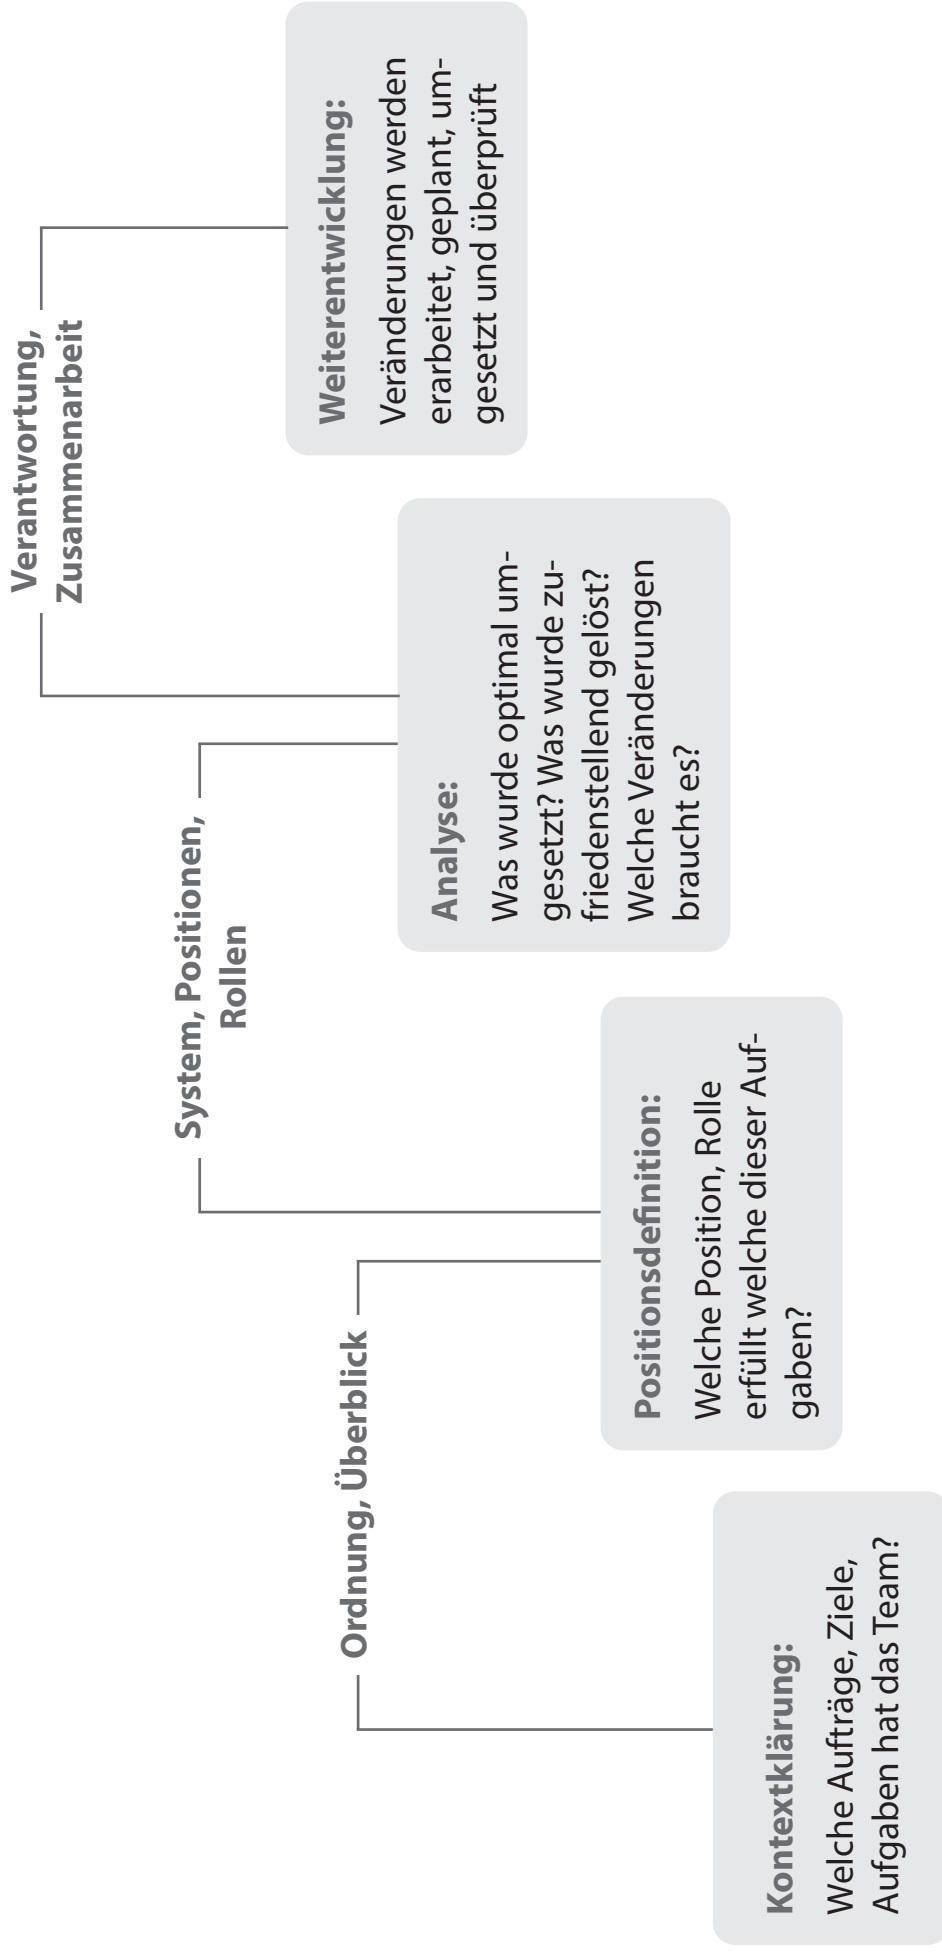 Verantwortung,
Zusammenarbeit
System, Positionen,
Rollen
Ordnung, Überblick
Kontextklärung:
Welche Aufträge, Ziele,
Aufgaben hat das Team?
Positionsdefinition:
Welche Position, Rolle
erfüllt welche dieser Auf-
gaben?
Analyse:
Was wurde optimal um-
gesetzt? Was wurde zu-
friedenstellend gelöst?
Welche Veränderungen
braucht es?
Weiterentwicklung:
Veränderungen werden
erarbeitet, geplant, um-
gesetzt und überprüft